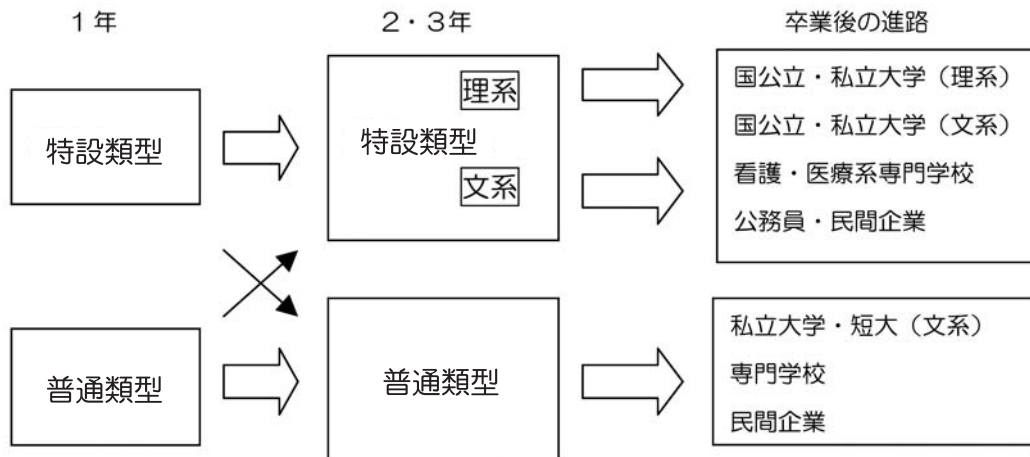 １年
２・３年
卒業後の進路
特設類型
理系
特設類型
文系
国公立・私立大学（理系）
国公立・私立大学（文系）
看護・医療系専門学校
公務員・民間企業
普通類型
普通類型
私立大学・短大（文系）
専門学校
民間企業